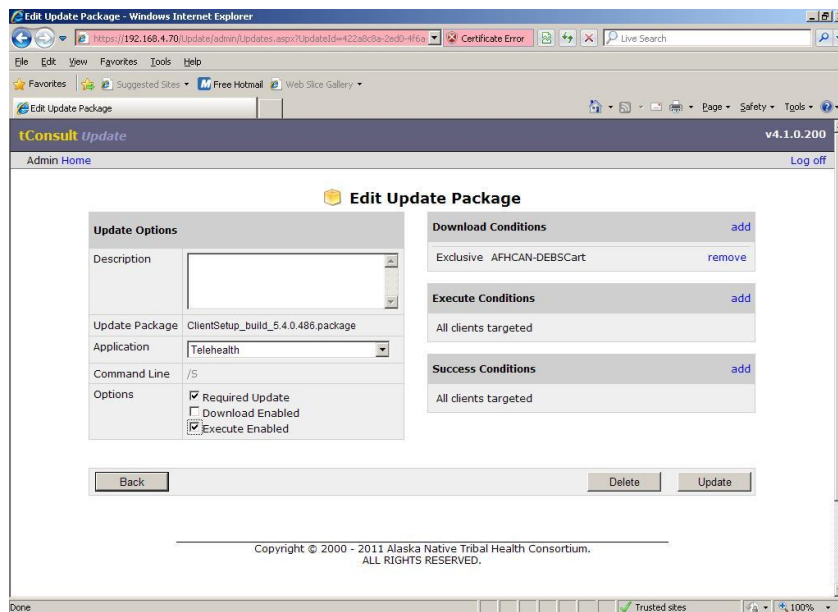 Edit Update Package - Windows Internet Explorer
https://192.168.4.70/Update/admin/Updates.aspx?UpdateId=422a8c8a-2ed0-4f6a
Certificate Error
Live Search
File Edit View Favorites Tools Help
Favorites Suggested Sites Free Hotmail Web Slice Gallery
Edit Update Package
Page Safety Tools
tConsult Update v4.1.0.200
Admin Home Log off
Edit Update Package
Update Options
Description
Update Package ClientSetup_build_5.4.0.486.package
Application Telehealth
Command Line /S
Options Required Update
Download Enabled
Execute Enabled
Download Conditions add
Exclusive AFHCAN-DEBSCart remove
Execute Conditions add
All clients targeted
Success Conditions add
All clients targeted
Back Delete Update
Copyright © 2000 - 2011 Alaska Native Tribal Health Consortium.
ALL RIGHTS RESERVED.
Done Trusted sites 100%